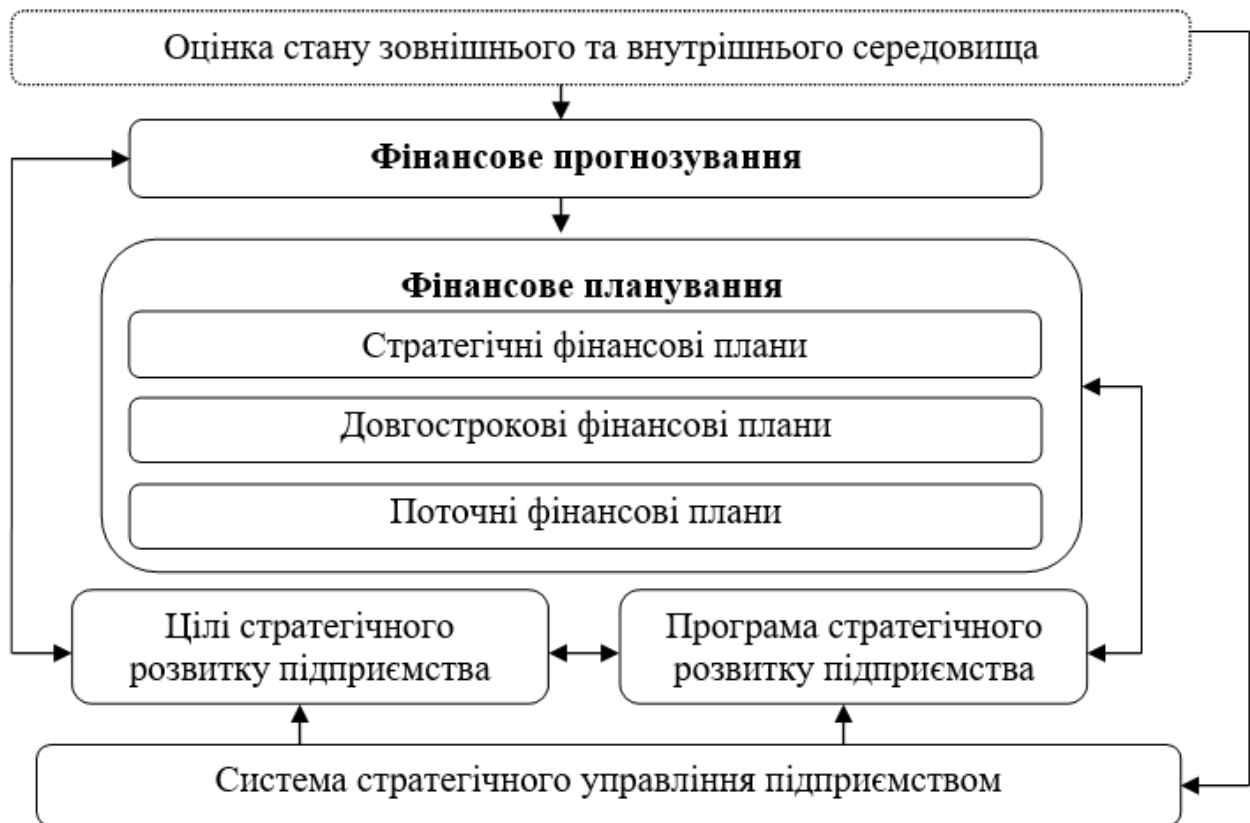 Оцінка стану зовнішнього та внутрішнього середовища
Фінансове прогнозування
Фінансове планування
Стратегічні фінансові плани
Довгострокові фінансові плани
Поточні фінансові плани
Цілі стратегічного
розвитку підприємства
Програма стратегічного
розвитку підприємства
Система стратегічного управління підприємством